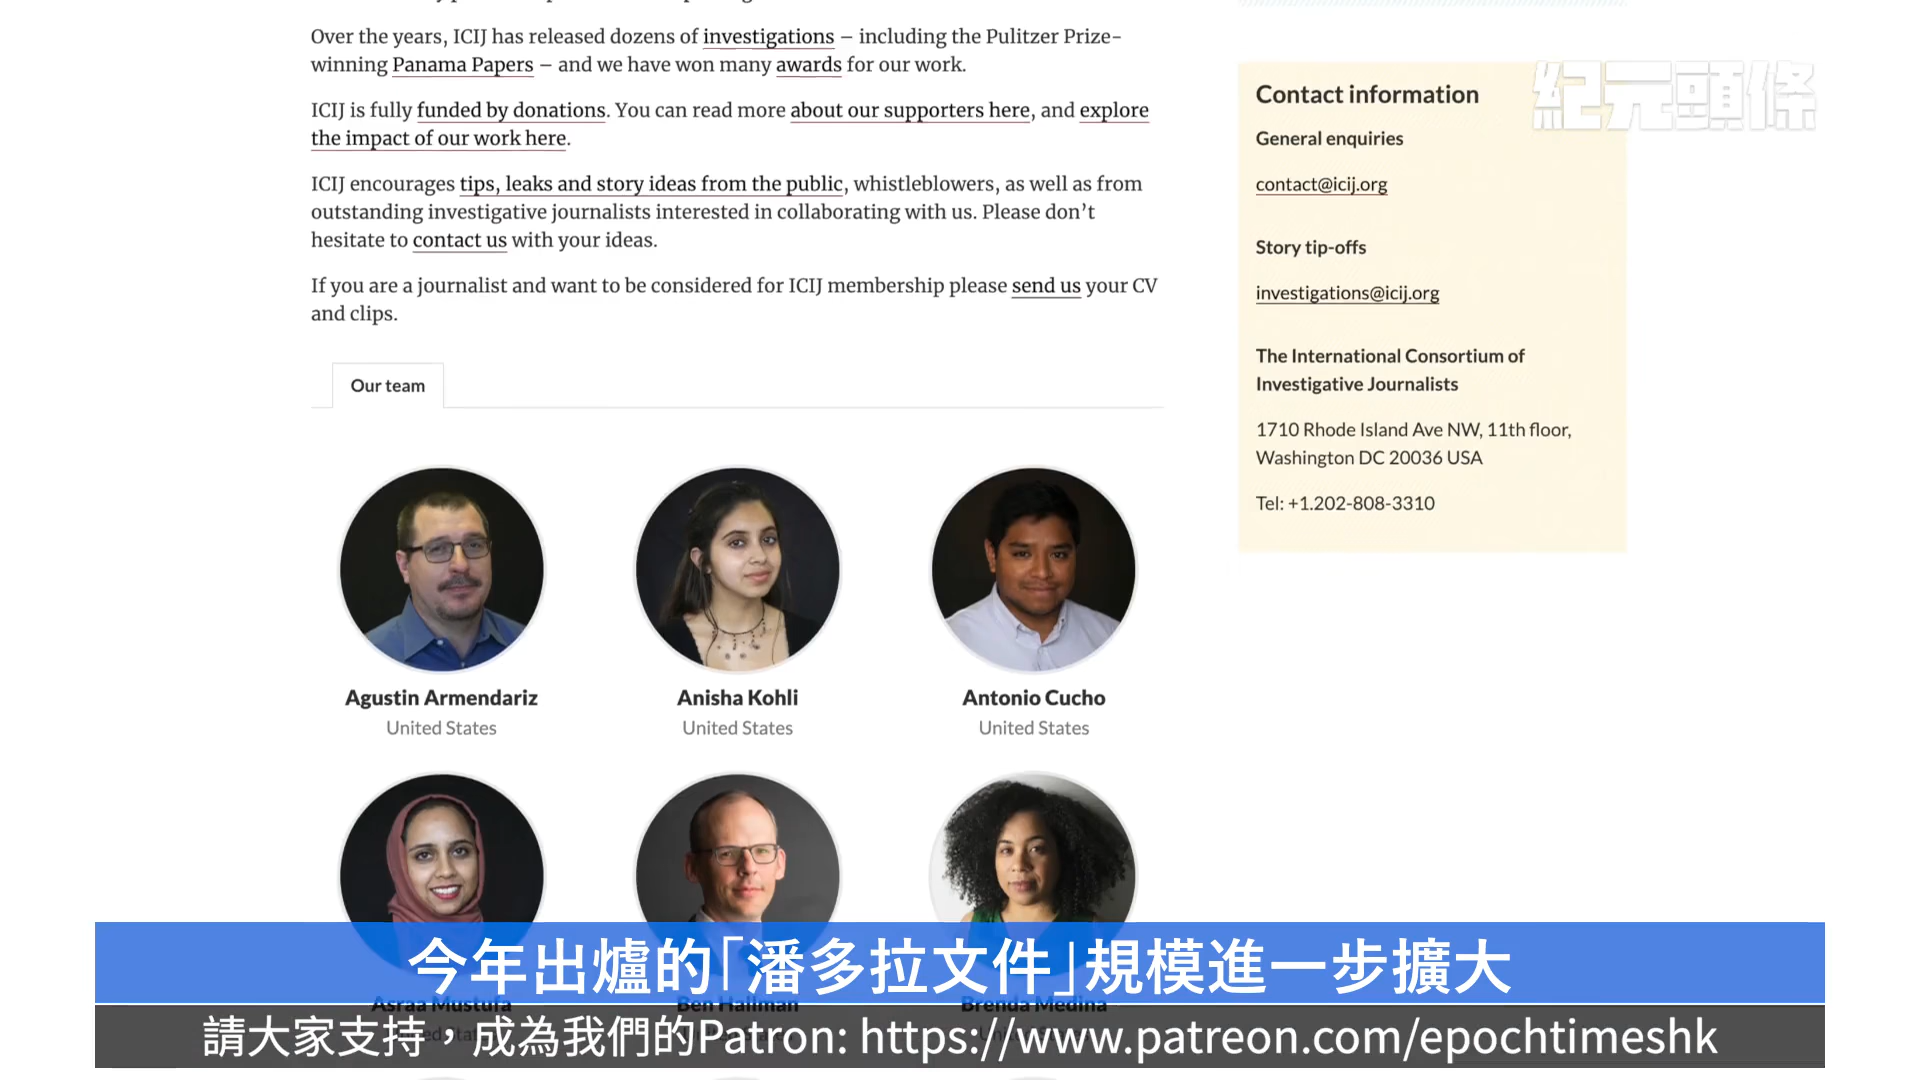 Over the years, ICIJ has released dozens of investigations – including the Pulitzer Prize-
winning Panama Papers – and we have won many awards for our work.
ICIJ is fully funded by donations. You can read more about our supporters here, and explore
the impact of our work here.
ICIJ encourages tips, leaks and story ideas from the public, whistleblowers, as well as from
outstanding investigative journalists interested in collaborating with us. Please don’t
hesitate to contact us with your ideas.
If you are a journalist and want to be considered for ICIJ membership please send us your CV
and clips.
Our team
Agustin Armendariz
United States
Anisha Kohli
United States
Antonio Cucho
United States
Asraa Mustufa
Ben Hallman
Brenda Medina
紀元頭條
Contact information
General enquiries
contact@icij.org
Story tip-offs
investigations@icij.org
The International Consortium of
Investigative Journalists
1710 Rhode Island Ave NW, 11th floor,
Washington DC 20036 USA
Tel: +1.202-808-3310
今年出爐的「潘多拉文件」規模進一步擴大
請大家支持，成為我們的Patron: https://www.patreon.com/epochtimeshk